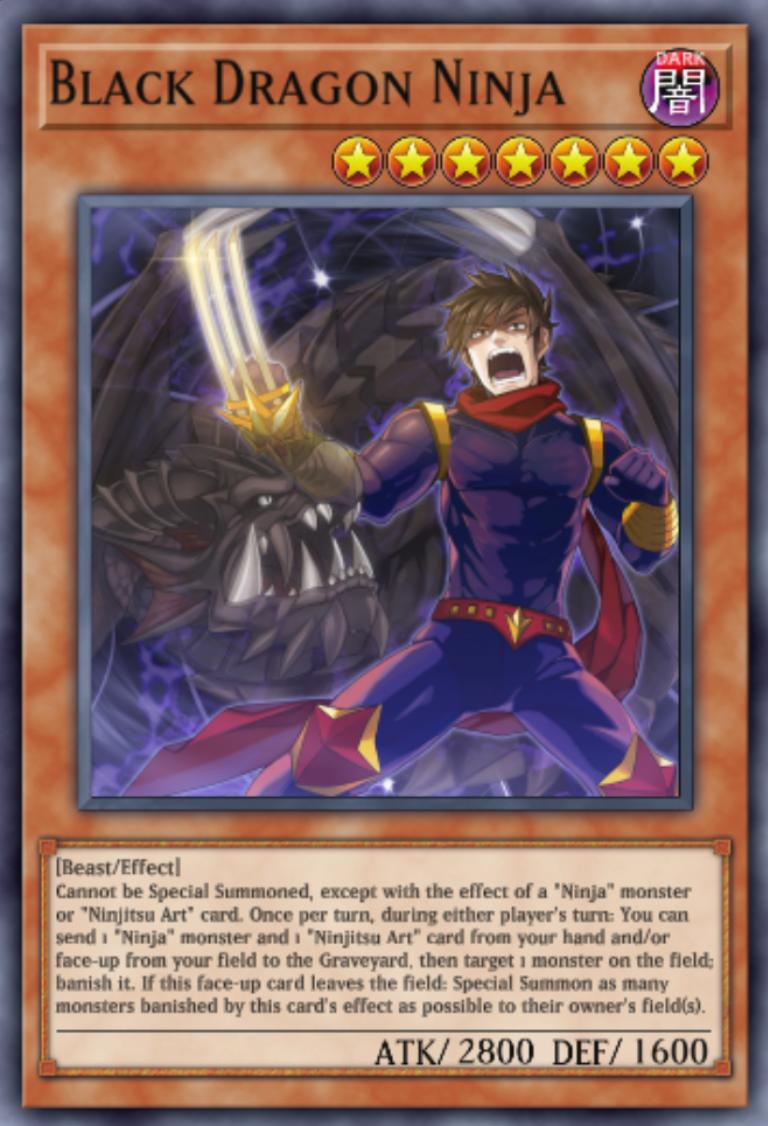 BLACK DRAGON NINJA
DARK
闇
[Beast/Effect]
Cannot be Special Summoned, except with the effect of a "Ninja" monster
or "Ninjitsu Art" card. Once per turn, during either player's turn: You can
send 1 "Ninja" monster and 1 "Ninjitsu Art" card from your hand and/or
face-up from your field to the Graveyard, then target 1 monster on the field;
banish it. If this face-up card leaves the field: Special Summon as many
monsters banished by this card's effect as possible to their owner's field(s).
ATK/ 2800 DEF/ 1600